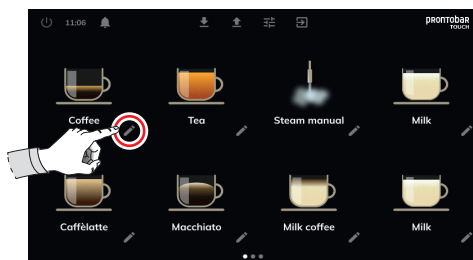 11:06
prontobar
TOUCH
Coffee
Tea
Steam manual
Milk
Caffèlatte
Macchiato
Milk coffee
Milk